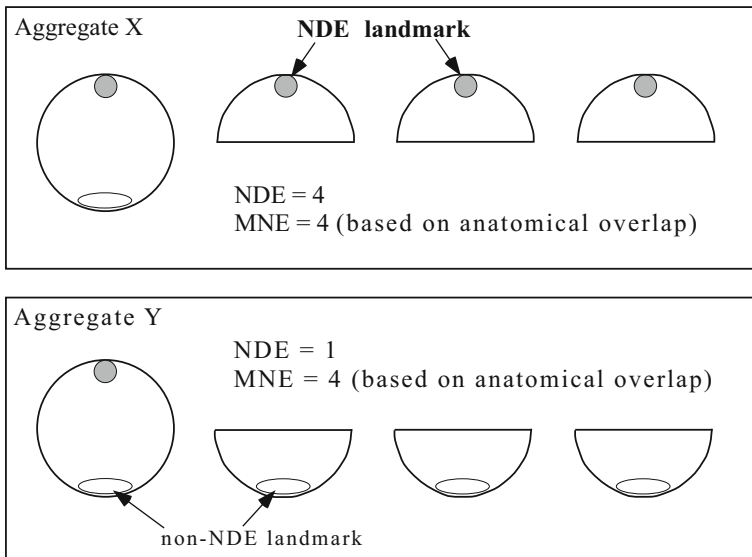 Aggregate X
NDE landmark
NDE = 4
MNE = 4 (based on anatomical overlap)
Aggregate Y
NDE = 1
MNE = 4 (based on anatomical overlap)
non-NDE landmark